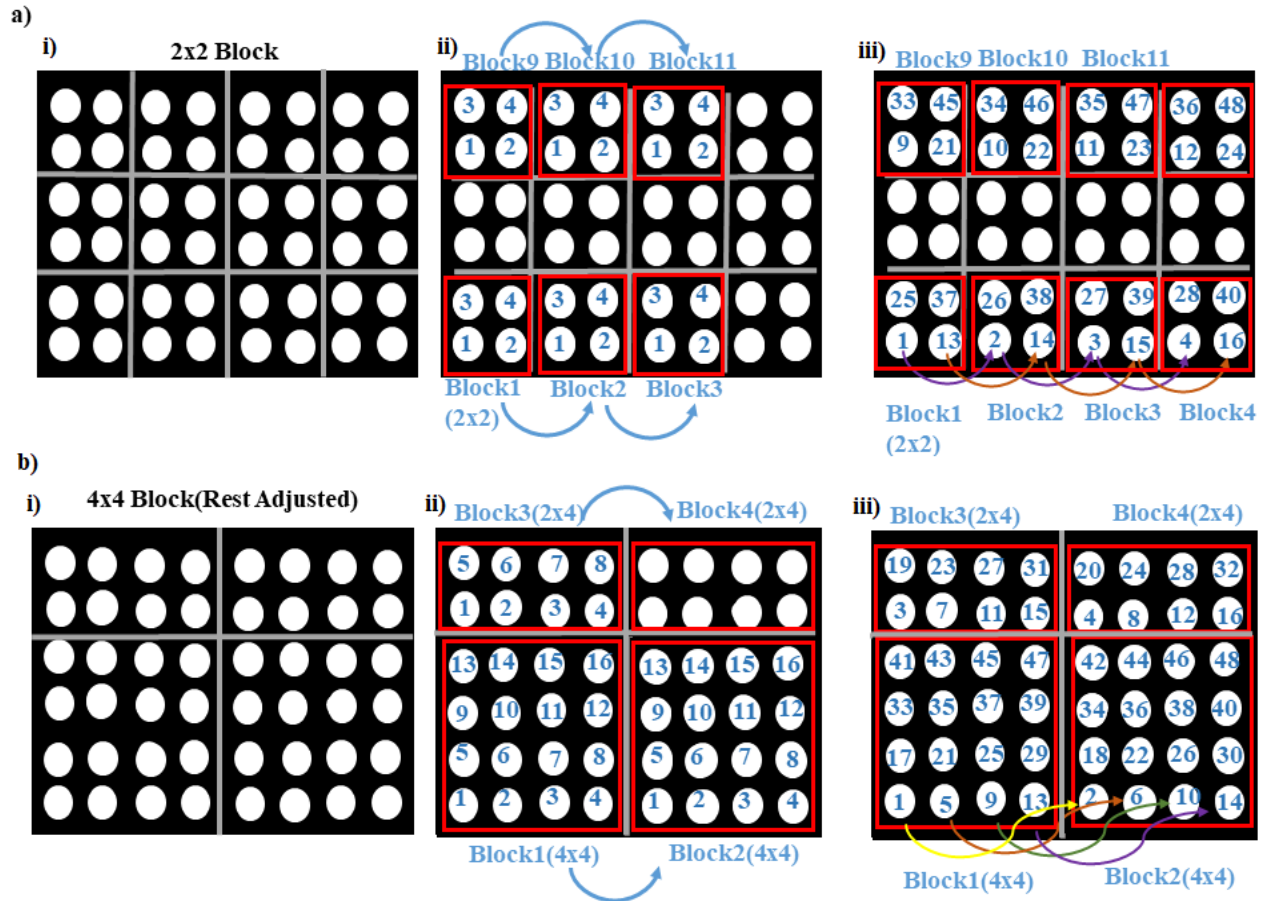 a)
i)
2x2 Block
ii)
Block9 Block10 Block11
3 4 3 4 3 4
1 2 1 2 1 2
3 4 3 4 3 4
1 2 1 2 1 2
Block1 Block2 Block3
(2x2)
iii)
Block9 Block10 Block11
33 45 34 46 35 47 36 48
9 21 10 22 11 23 12 24
25 37 26 38 27 39 28 40
1 13 2 14 3 15 4 16
Block1 Block2 Block3 Block4
(2x2)
b)
i)
4x4 Block(Rest Adjusted)
ii)
Block3(2x4) Block4(2x4)
5 6 7 8
1 2 3 4
13 14 15 16 13 14 15 16
9 10 11 12 9 10 11 12
5 6 7 8 5 6 7 8
1 2 3 4 1 2 3 4
Block1(4x4) Block2(4x4)
iii)
Block3(2x4) Block4(2x4)
19 23 27 31 20 24 28 32
3 7 11 15 4 8 12 16
41 43 45 47 42 44 46 48
33 35 37 39 34 36 38 40
17 21 25 29 18 22 26 30
1 5 9 13 2 6 10 14
Block1(4x4) Block2(4x4)